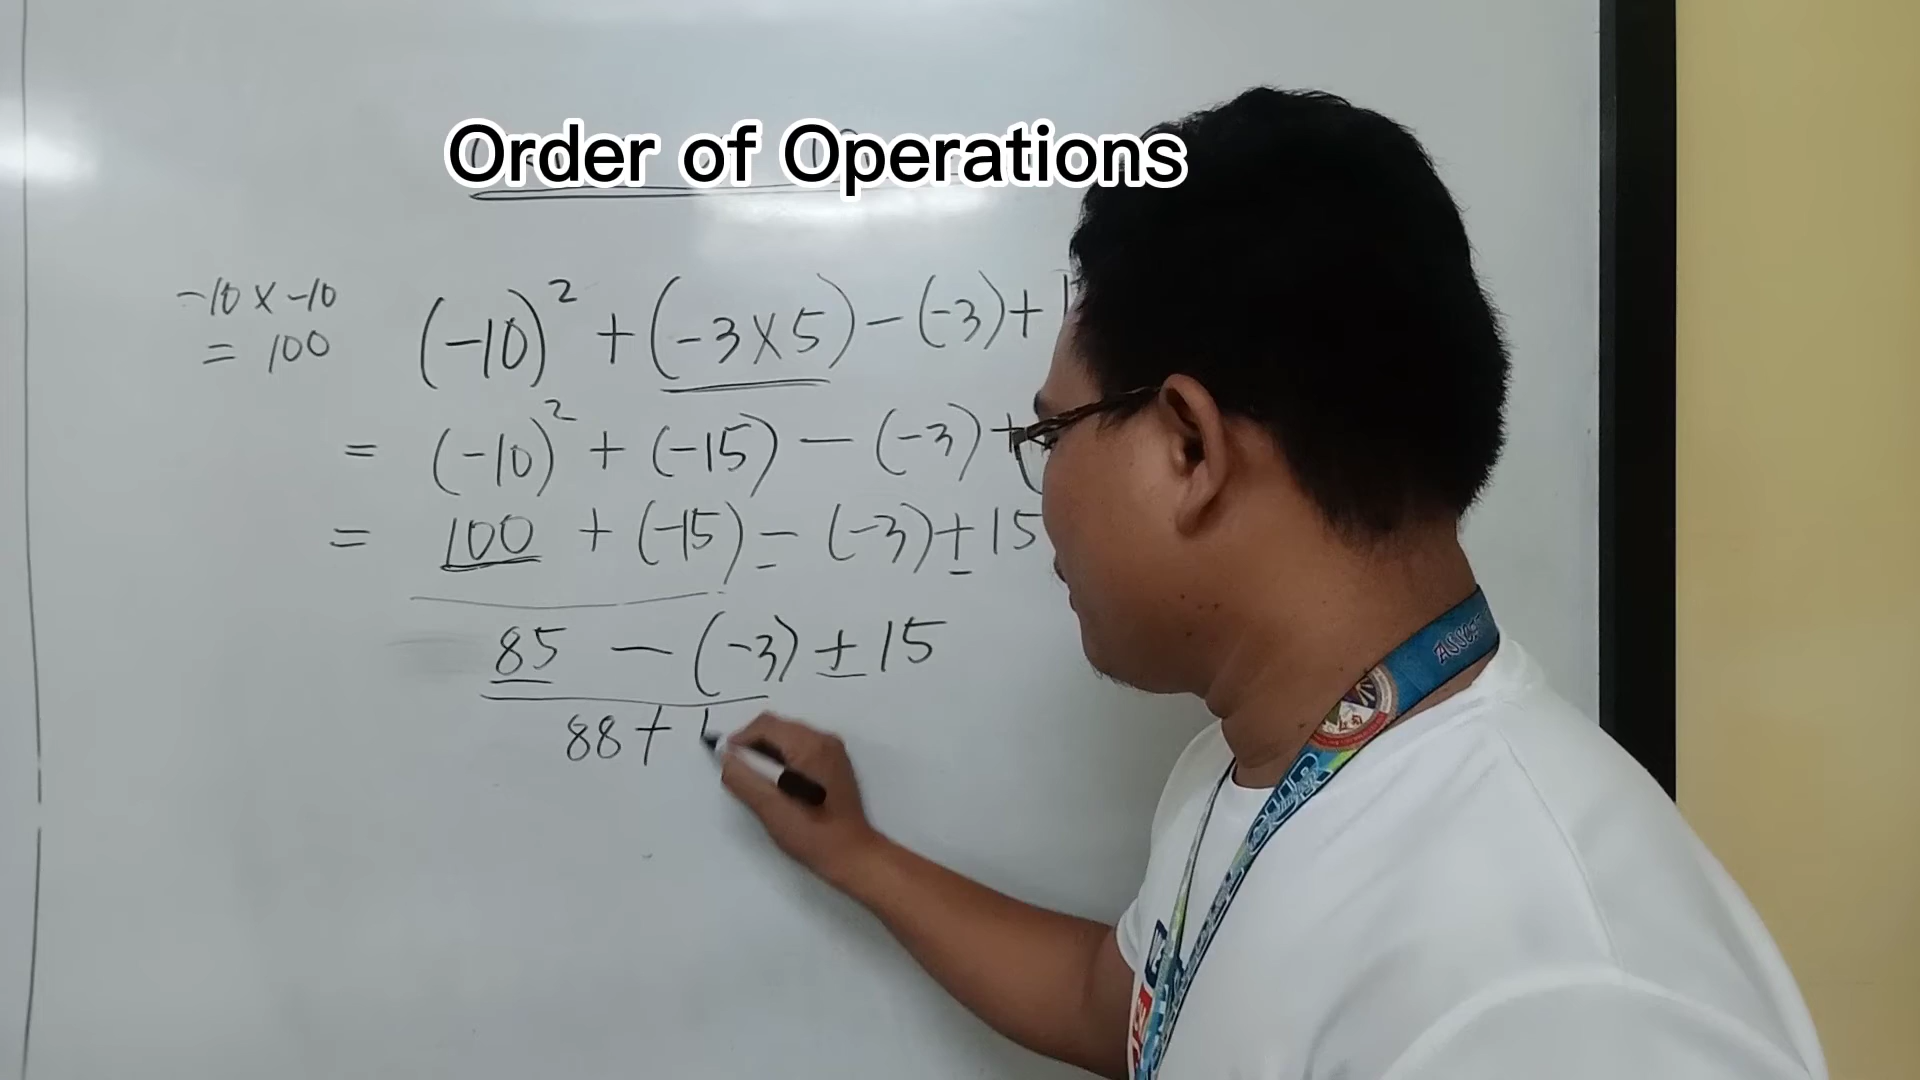 Order of Operations
-10 x -10
= 100
(-10)² + (-3 x 5) - (-3) +
= (-10)² + (-15) - (-3) +
= 100 + (-15) - (-3) + 15
85 - (-3) + 15
88 +